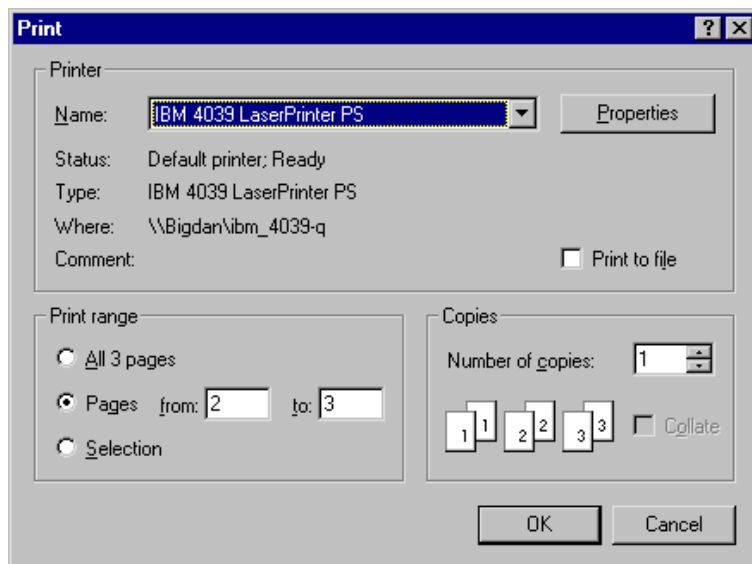 Print
Printer
Name: IBM 4039 LaserPrinter PS Properties
Status: Default printer; Ready
Type: IBM 4039 LaserPrinter PS
Where: \\Bigdan\ibm_4039-q
Comment: Print to file
Print range
All 3 pages
Pages from: 2 to: 3
Selection
Copies
Number of copies: 1
1 1 2 2 3 3 Collate
OK Cancel